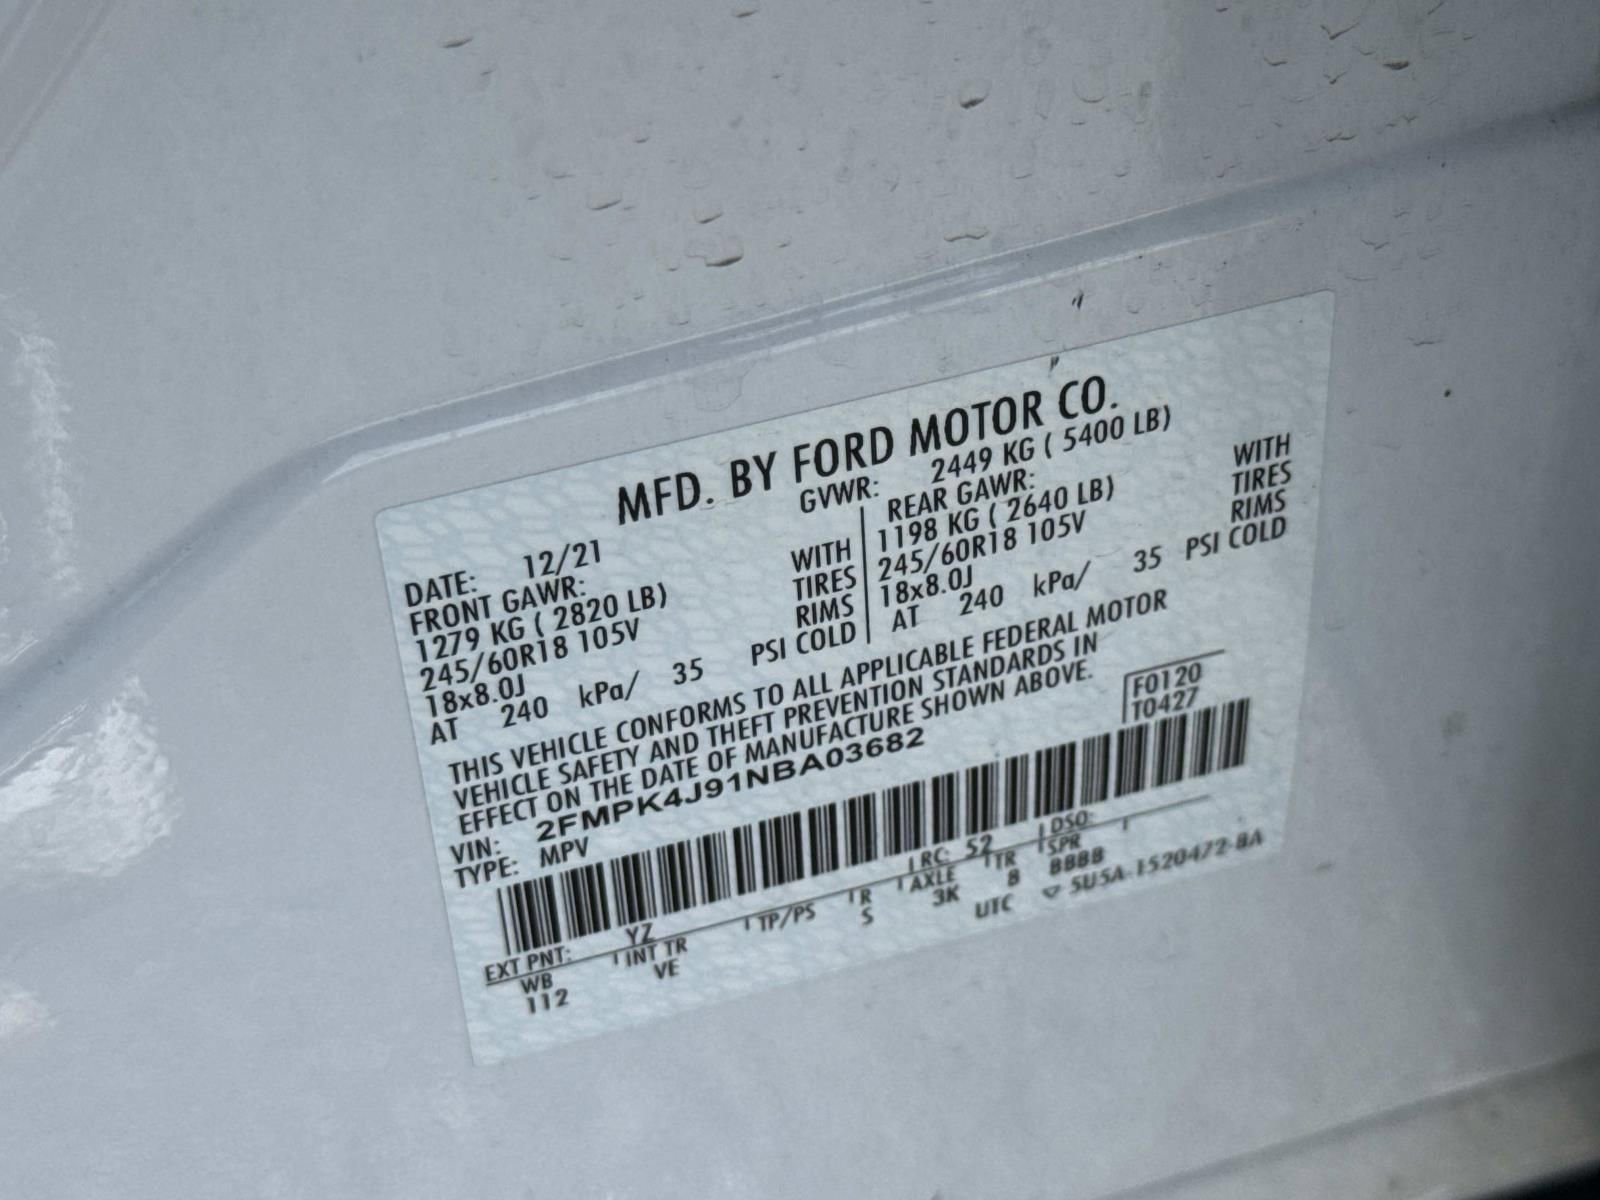 MFD. BY FORD MOTOR CO.
DATE: 12/21 GVWR: 2449 KG ( 5400 LB)
FRONT GAWR: REAR GAWR:
1279 KG ( 2820 LB) WITH 1198 KG ( 2640 LB) WITH
245/60R18 105V TIRES 245/60R18 105V TIRES
18x8.0J RIMS 18x8.0J RIMS
AT 240 kPa/ 35 PSI COLD AT 240 kPa/ 35 PSI COLD
THIS VEHICLE CONFORMS TO ALL APPLICABLE FEDERAL MOTOR
VEHICLE SAFETY AND THEFT PREVENTION STANDARDS IN
EFFECT ON THE DATE OF MANUFACTURE SHOWN ABOVE.
VIN: 2FMPK4J91NBA03682 F0120
TYPE: MPV T0427
EXT PNT: YZ RC: 52 DSO:
WB INT TR TP/PS R AXLE TR SPR
112 VE S 3K 8 BBBB
UTC 5U5A-1520472-BA